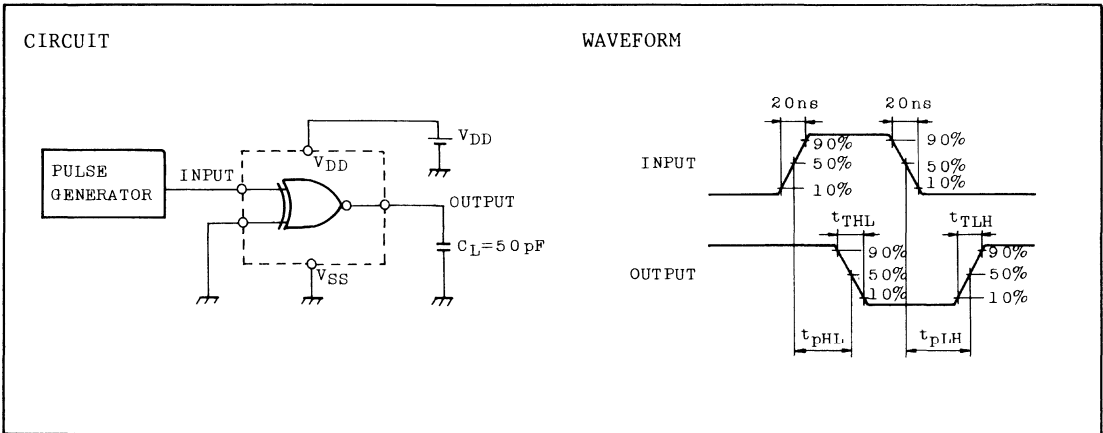 CIRCUIT
WAVEFORM
PULSE
GENERATOR
INPUT
VDD
VDD
OUTPUT
CL=50pF
VSS
20ns
20ns
INPUT
90%
50%
10%
90%
50%
10%
tTHL
tTLH
OUTPUT
90%
50%
10%
90%
50%
10%
tpHL
tpLH